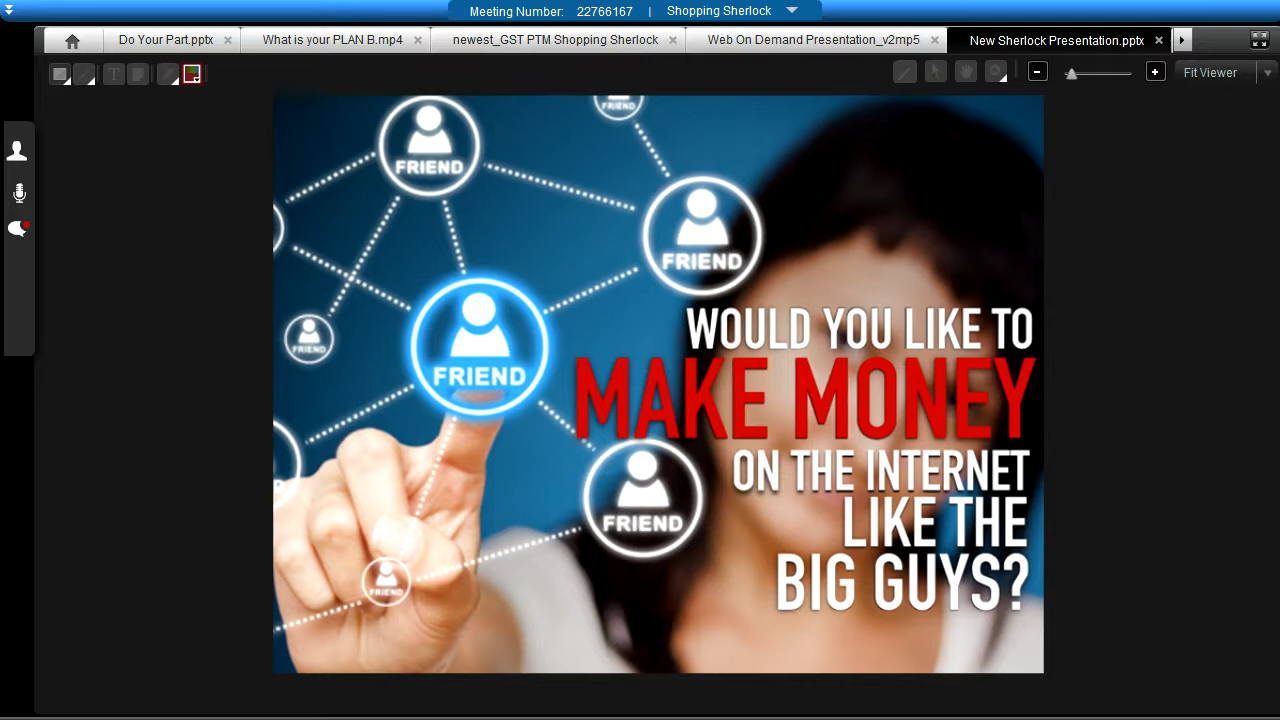 Meeting Number: 22766167 | Shopping Sherlock
Do Your Part.pptx
What is your PLAN B.mp4
newest_GST PTM Shopping Sherlock
Web On Demand Presentation_v2mp5
New Sherlock Presentation.pptx
T
Fit Viewer
FRIEND
FRIEND
FRIEND
FRIEND
FRIEND
FRIEND
FRIEND
WOULD YOU LIKE TO
MAKE MONEY
ON THE INTERNET
LIKE THE
BIG GUYS?